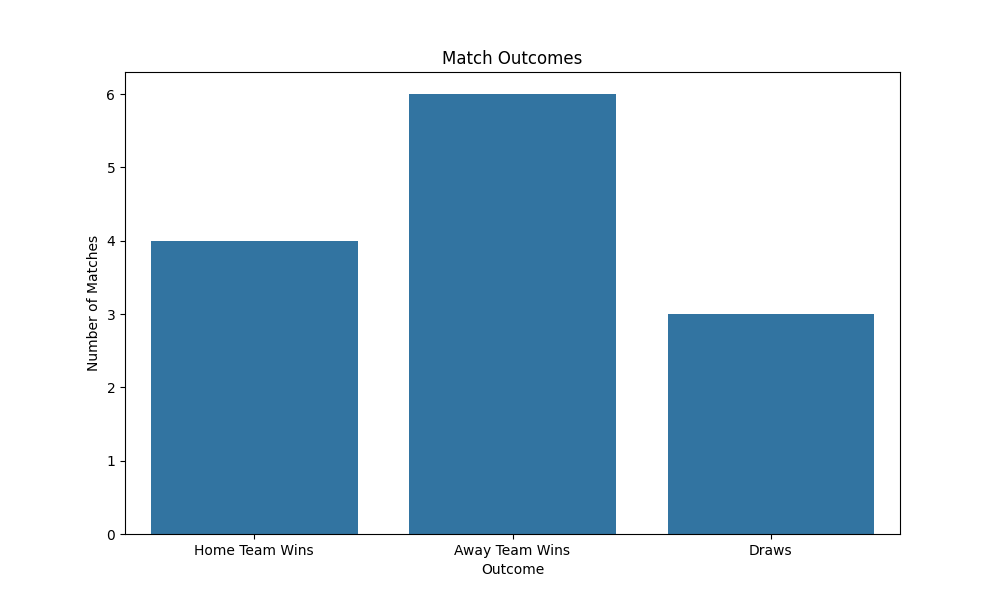 Match Outcomes
Number of Matches
6
5
4
3
2
1
0
Home Team Wins
Away Team Wins
Draws
Outcome